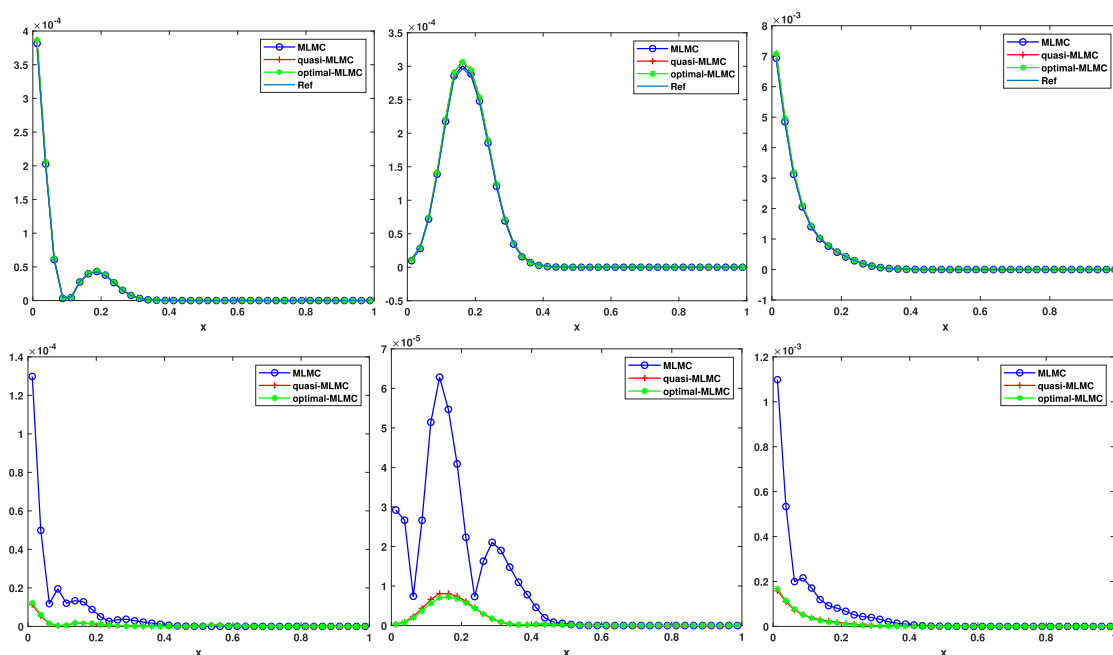 ×10⁻⁴
4
3.5
3
2.5
2
1.5
1
0.5
0
-0.5
0 0.2 0.4 0.6 0.8 1
x
MLMC
quasi-MLMC
optimal-MLMC
Ref
×10⁻⁴
3.5
3
2.5
2
1.5
1
0.5
0
-0.5
0 0.2 0.4 0.6 0.8 1
x
MLMC
quasi-MLMC
optimal-MLMC
Ref
×10⁻³
8
7
6
5
4
3
2
1
0
-1
0 0.2 0.4 0.6 0.8
x
MLMC
quasi-MLMC
optimal-MLMC
Ref
×10⁻⁴
1.4
1.2
1
0.8
0.6
0.4
0.2
0
0 0.2 0.4 0.6 0.8 1
x
MLMC
quasi-MLMC
optimal-MLMC
×10⁻⁵
7
6
5
4
3
2
1
0
0 0.2 0.4 0.6 0.8 1
x
MLMC
quasi-MLMC
optimal-MLMC
×10⁻³
1.2
1
0.8
0.6
0.4
0.2
0
0 0.2 0.4 0.6 0.8 1
x
MLMC
quasi-MLMC
optimal-MLMC